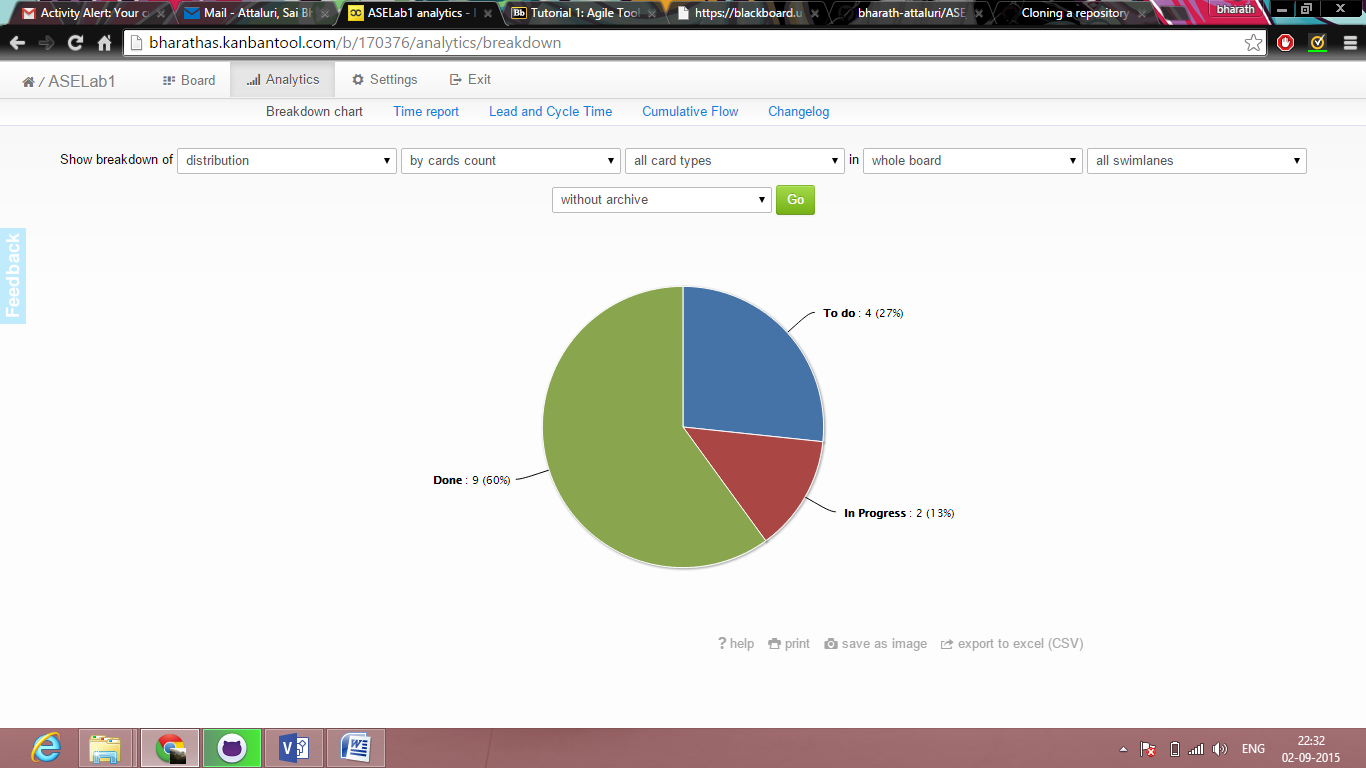 Activity Alert: Your c
Mail - Attaluri, Sai Bh
ASELab1 analytics -
Tutorial 1: Agile Tool
https://blackboard.u
bharath-attaluri/ASE
Cloning a repository
bharath
bharathas.kanbantool.com/b/170376/analytics/breakdown
/ ASELab1
Board
Analytics
Settings
Exit
Breakdown chart
Time report
Lead and Cycle Time
Cumulative Flow
Changelog
Show breakdown of distribution by cards count all card types in whole board all swimlanes
without archive Go
Feedback
To do : 4 (27%)
Done : 9 (60%)
In Progress : 2 (13%)
? help
print
save as image
export to excel (CSV)
ENG
22:32
02-09-2015